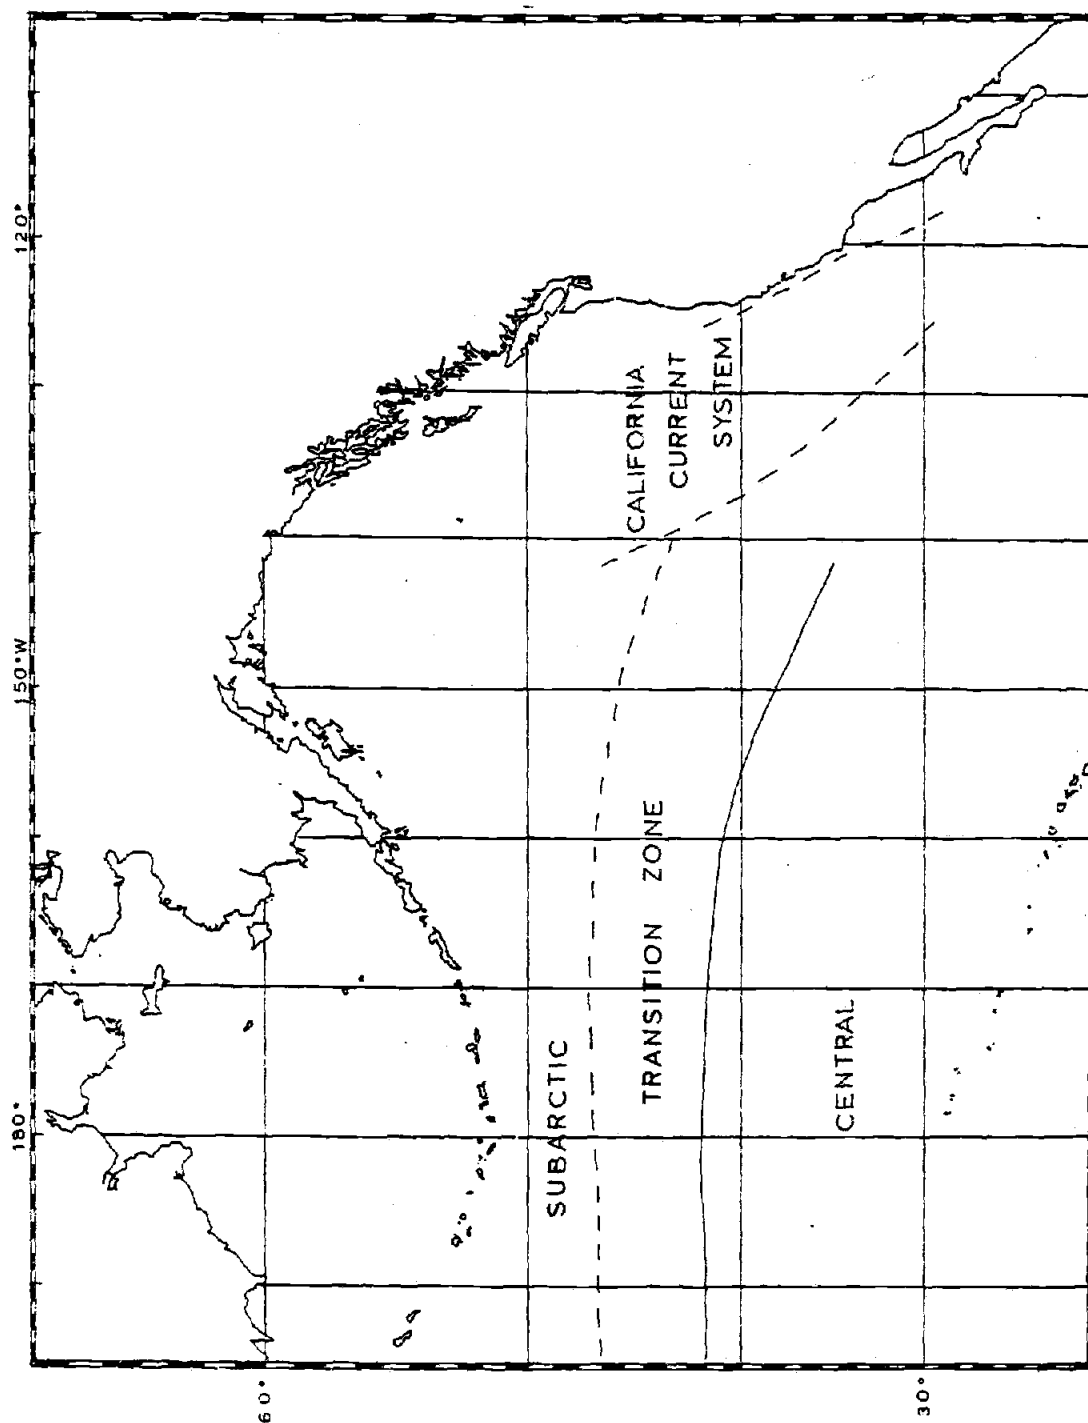 120°
150°W
180°
60°
30°
SUBARCTIC
TRANSITION ZONE
CENTRAL
CALIFORNIA
CURRENT
SYSTEM